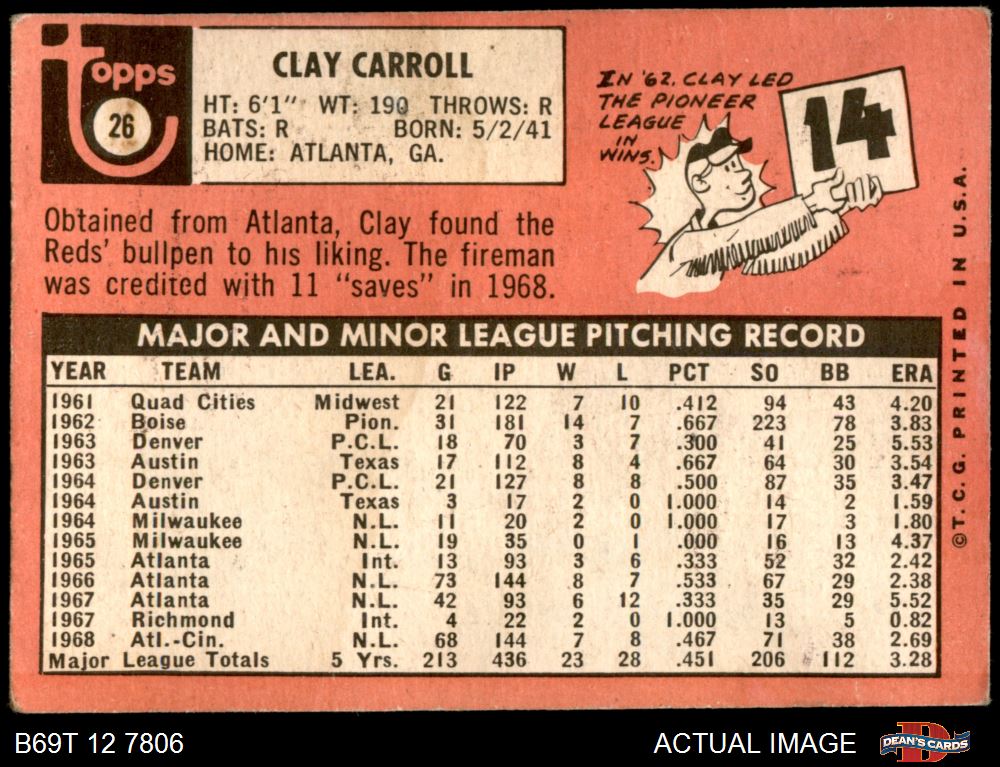 topps
26
CLAY CARROLL
HT: 6'1" WT: 190 THROWS: R
BATS: R BORN: 5/2/41
HOME: ATLANTA, GA.
IN '62, CLAY LED
THE PIONEER
LEAGUE
IN
WINS.
14
Obtained from Atlanta, Clay found the
Reds' bullpen to his liking. The fireman
was credited with 11 "saves" in 1968.
MAJOR AND MINOR LEAGUE PITCHING RECORD
YEAR TEAM LEA. G IP W L PCT SO BB ERA
1961 Quad Cities Midwest 21 122 7 10 .412 94 43 4.20
1962 Boise Pion. 31 181 14 7 .667 223 78 3.83
1963 Denver P.C.L. 18 70 3 7 .300 41 25 5.53
1963 Austin Texas 17 112 8 4 .667 64 30 3.54
1964 Denver P.C.L. 21 127 8 8 .500 87 35 3.47
1964 Austin Texas 3 17 2 0 1.000 14 2 1.59
1964 Milwaukee N.L. 11 20 2 0 1.000 17 3 1.80
1965 Milwaukee N.L. 19 35 0 1 .000 16 13 4.37
1965 Atlanta Int. 13 93 3 6 .333 52 32 2.42
1966 Atlanta N.L. 73 144 8 7 .533 67 29 2.38
1967 Atlanta N.L. 42 93 6 12 .333 35 29 5.52
1967 Richmond Int. 4 22 2 0 1.000 13 5 0.82
1968 Atl.-Cin. N.L. 68 144 7 8 .467 71 38 2.69
Major League Totals 5 Yrs. 213 436 23 28 .451 206 112 3.28
©T.C.G. PRINTED IN U.S.A.
B69T 12 7806
ACTUAL IMAGE
DEAN'S CARDS